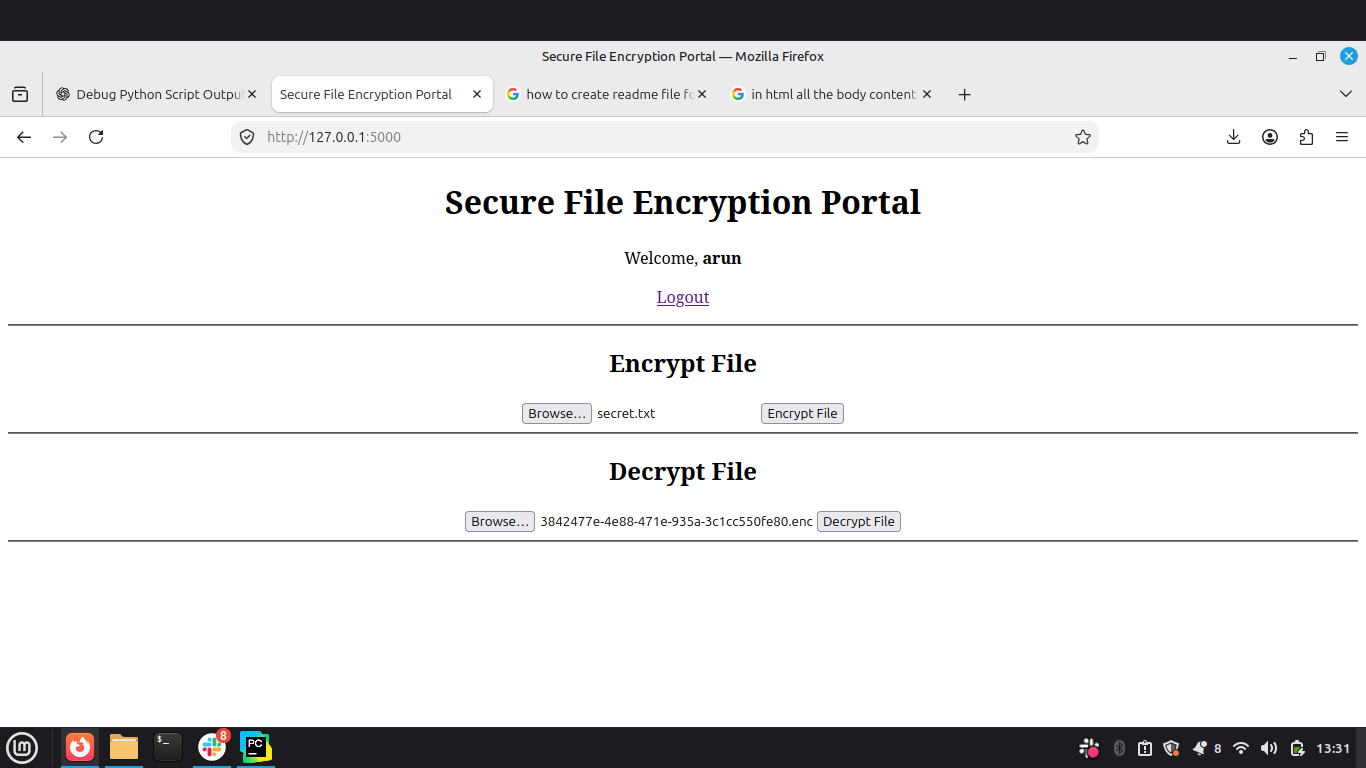 Secure File Encryption Portal — Mozilla Firefox
Debug Python Script Outpu
Secure File Encryption Portal
how to create readme file fo
in html all the body content
http://127.0.0.1:5000
Secure File Encryption Portal
Welcome, arun
Logout
Encrypt File
Browse... secret.txt Encrypt File
Decrypt File
Browse... 3842477e-4e88-471e-935a-3c1cc550fe80.enc Decrypt File
lm $_ 8 PC 8 13:31